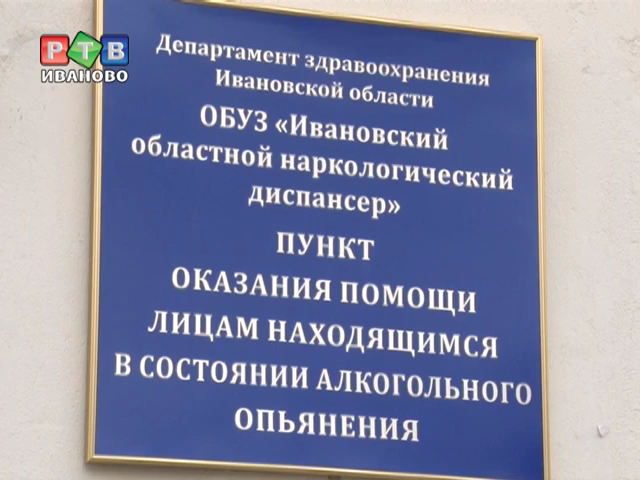 РТВ
ИВАНОВО
Департамент здравоохранения
Ивановской области
ОБУЗ «Ивановский
областной наркологический
диспансер»
ПУНКТ
ОКАЗАНИЯ ПОМОЩИ
ЛИЦАМ НАХОДЯЩИМСЯ
В СОСТОЯНИИ АЛКОГОЛЬНОГО
ОПЬЯНЕНИЯ